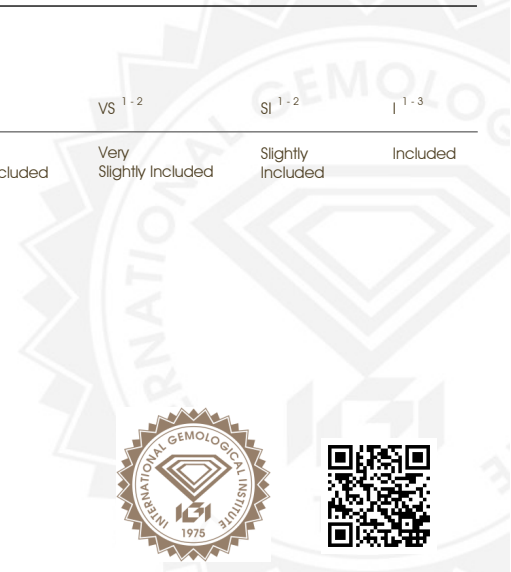 VS 1 - 2
SI 1 - 2
I 1 - 3
Very
Slightly Included
Slightly
Included
Included
cluded
INTERNATIONAL GEMOLOGICAL INSTITUTE
IGI
1975